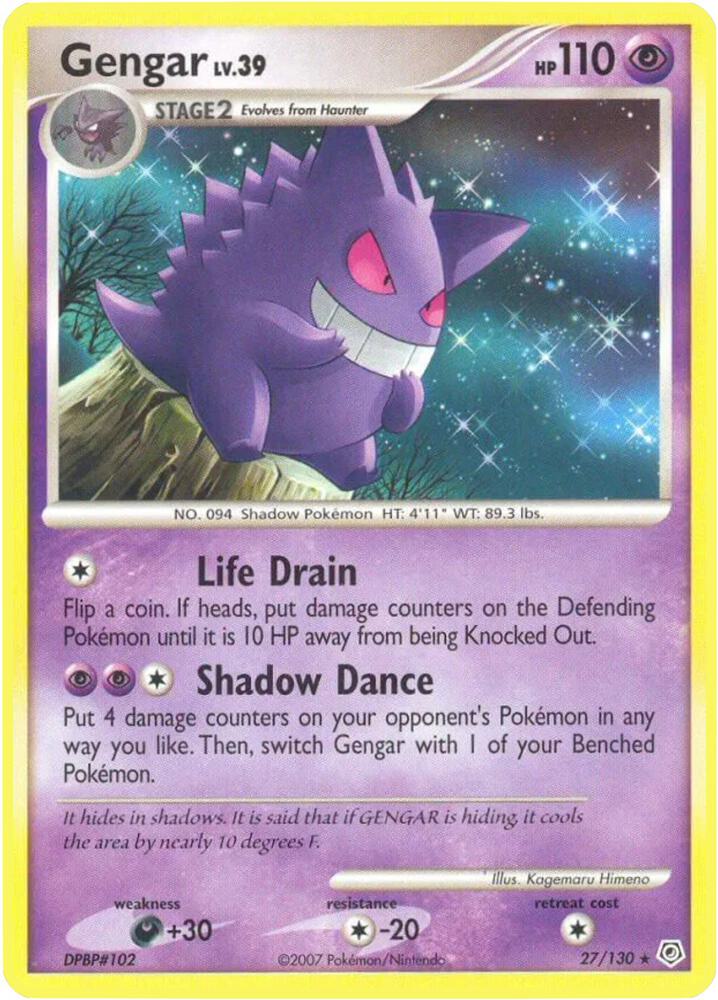 Gengar LV.39 HP 110
STAGE2 Evolves from Haunter
NO. 094 Shadow Pokémon HT: 4'11" WT: 89.3 lbs.
Life Drain
Flip a coin. If heads, put damage counters on the Defending
Pokémon until it is 10 HP away from being Knocked Out.
Shadow Dance
Put 4 damage counters on your opponent's Pokémon in any
way you like. Then, switch Gengar with 1 of your Benched
Pokémon.
It hides in shadows. It is said that if GENGAR is hiding, it cools
the area by nearly 10 degrees F.
Illus. Kagemaru Himeno
weakness resistance retreat cost
+30 -20
DPBP#102 ©2007 Pokémon/Nintendo 27/130 ★